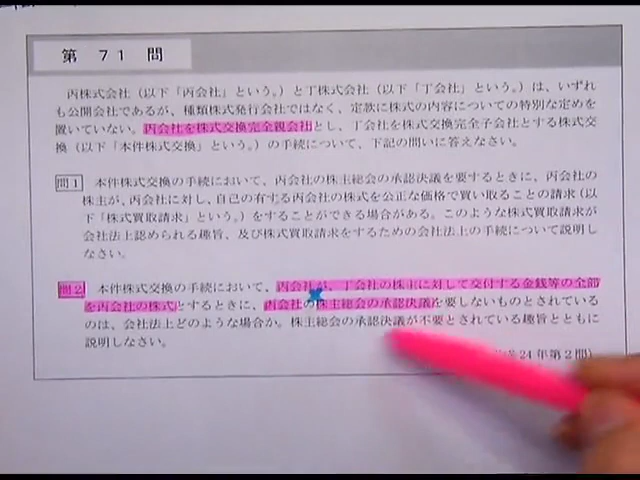 第 71 問
丙株式会社（以下「丙会社」という。）と丁株式会社（以下「丁会社」という。）は、いずれ
も公開会社であるが、種類株式発行会社ではなく、定款に株式の内容についての特別な定めを
置いていない。丙会社を株式交換完全親会社とし、丁会社を株式交換完全子会社とする株式交
換（以下「本件株式交換」という。）の手続について、下記の問いに答えなさい。
問1 本件株式交換の手続において、丙会社の株主総会の承認決議を要するときに、丙会社の
株主が、丙会社に対し、自己の有する丙会社の株式を公正な価格で買い取ることの請求（以
下「株式買取請求」という。）をすることができる場合がある。このような株式買取請求が
会社法上認められる趣旨、及び株式買取請求をするための会社法上の手続について説明し
なさい。
問2 本件株式交換の手続において、丙会社が、丁会社の株主に対して交付する金銭等の全部
を丙会社の株式とするときに、丙会社の株主総会の承認決議を要しないものとされている
のは、会社法上どのような場合か。株主総会の承認決議が不要とされている趣旨とともに
説明しなさい。
24年第2問）